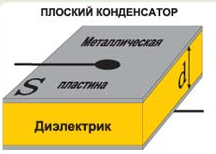 ПЛОСКИЙ КОНДЕНСАТОР
Металлическая
S пластина
d
Диэлектрик